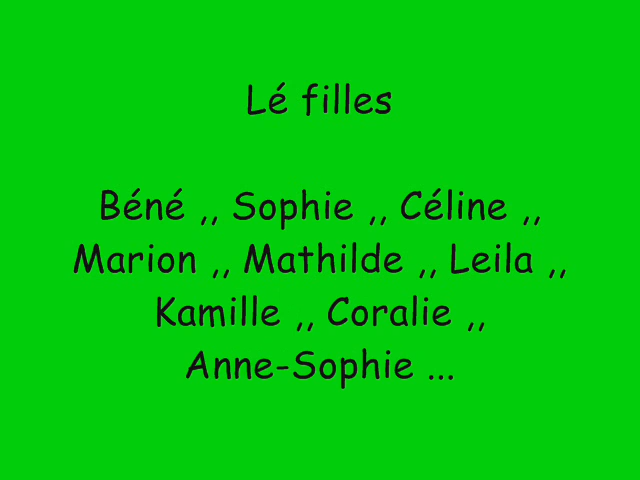 Lé filles
Béné ,, Sophie ,, Céline ,,
Marion ,, Mathilde ,, Leila ,,
Kamille ,, Coralie ,,
Anne-Sophie ...